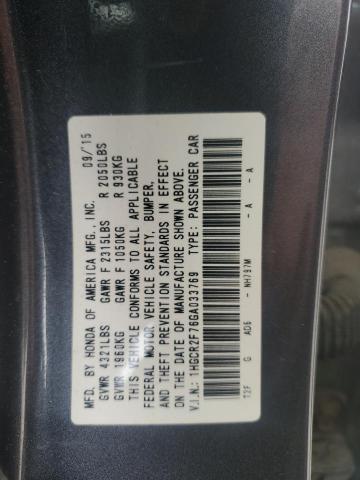 MFD. BY HONDA OF AMERICA MFG., INC. 09/15
GVWR 4321LBS GAWR F 2315LBS R 2050LBS
GVWR 1960KG GAWR F 1050KG R 930KG
THIS VEHICLE CONFORMS TO ALL APPLICABLE
FEDERAL MOTOR VEHICLE SAFETY, BUMPER,
AND THEFT PREVENTION STANDARDS IN EFFECT
ON THE DATE OF MANUFACTURE SHOWN ABOVE.
V.I.N.: 1HGCR2F76GA033769 TYPE: PASSENGER CAR
T2F G AD6 - NH797M - A - A